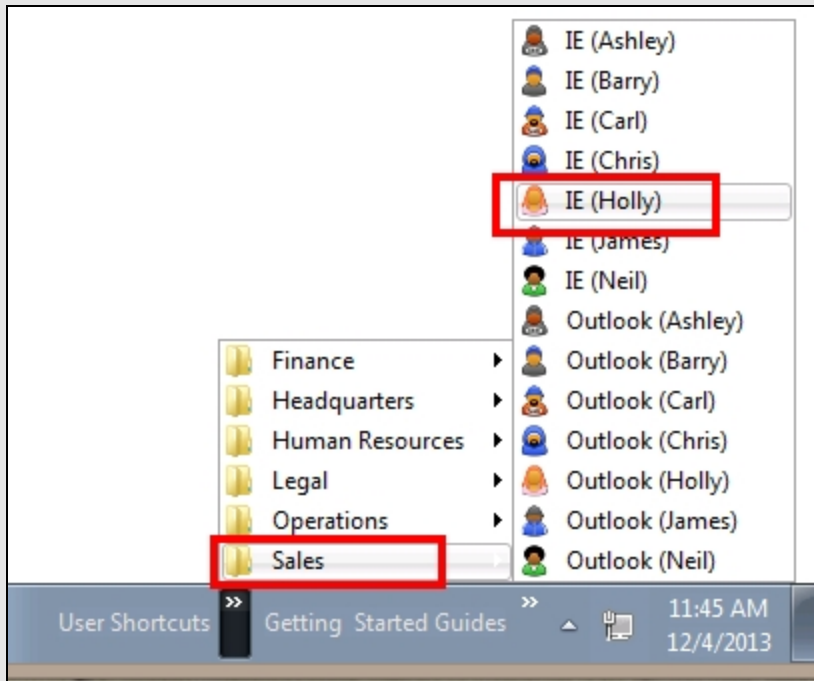 IE (Ashley)
IE (Barry)
IE (Carl)
IE (Chris)
IE (Holly)
IE (James)
IE (Neil)
Outlook (Ashley)
Outlook (Barry)
Outlook (Carl)
Outlook (Chris)
Outlook (Holly)
Outlook (James)
Outlook (Neil)
Finance
Headquarters
Human Resources
Legal
Operations
Sales
User Shortcuts » Getting Started Guides » 11:45 AM
12/4/2013